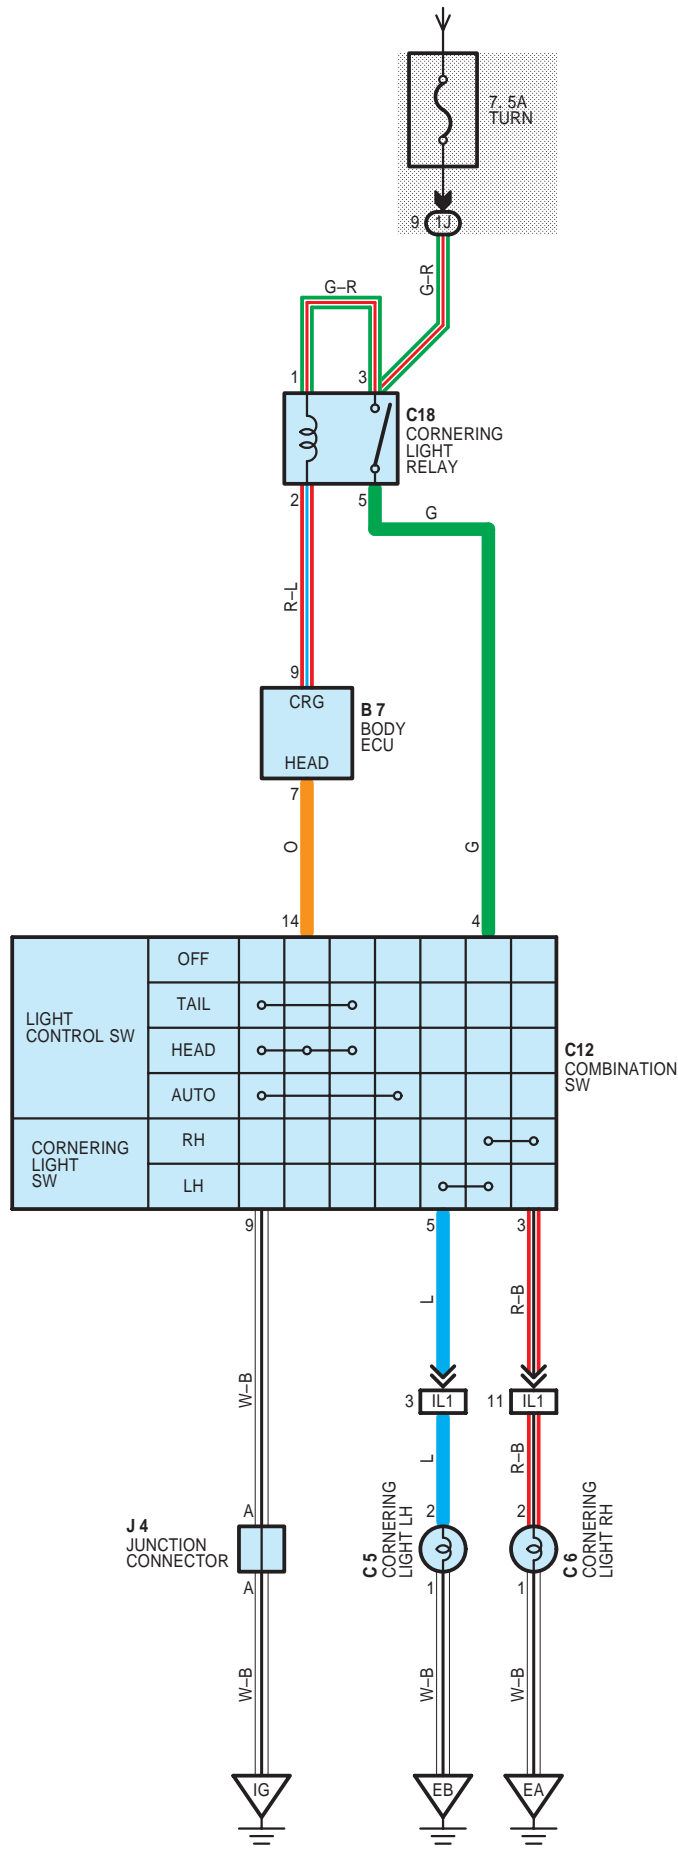 7. 5A
TURN
9 1J
G–R
G–R
1 3
C18
CORNERING
LIGHT
RELAY
2 5
G
R–L
9
CRG
B 7
BODY
ECU
HEAD
7
O
G
14 4
OFF
TAIL
LIGHT
CONTROL SW
HEAD
C12
COMBINATION
SW
AUTO
RH
CORNERING
LIGHT
SW
LH
9 5 3
L
R–B
W–B
3 IL1 11 IL1
L
R–B
A 2 2
J 4
JUNCTION
CONNECTOR
C 5
CORNERING
LIGHT LH
C 6
CORNERING
LIGHT RH
A 1 1
W–B
W–B
W–B
IG EB EA